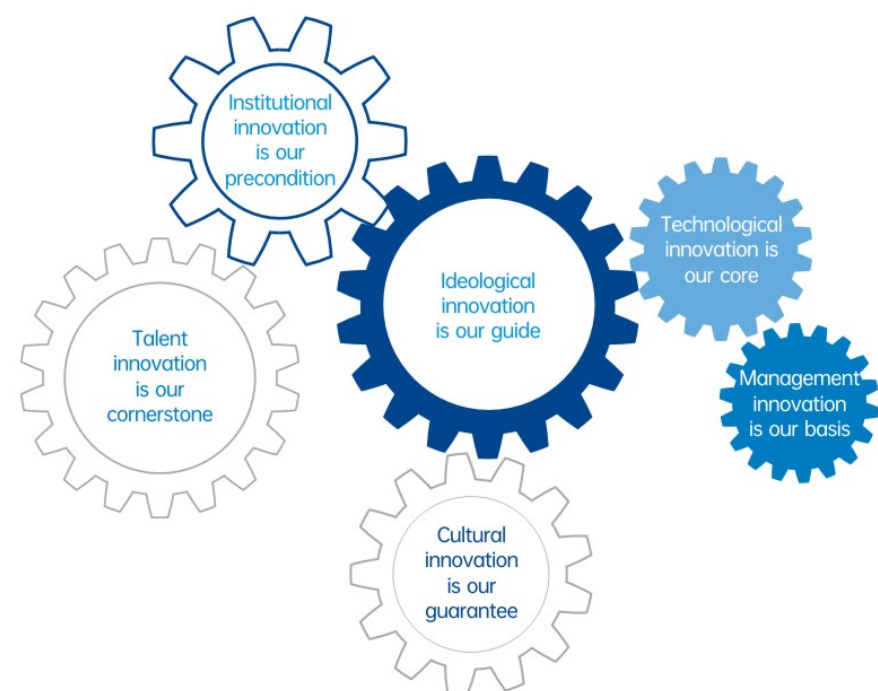 Institutional
innovation
is our
precondition
Ideological
innovation
is our guide
Technological
innovation is
our core
Talent
innovation
is our
cornerstone
Management
innovation
is our basis
Cultural
innovation
is our
guarantee